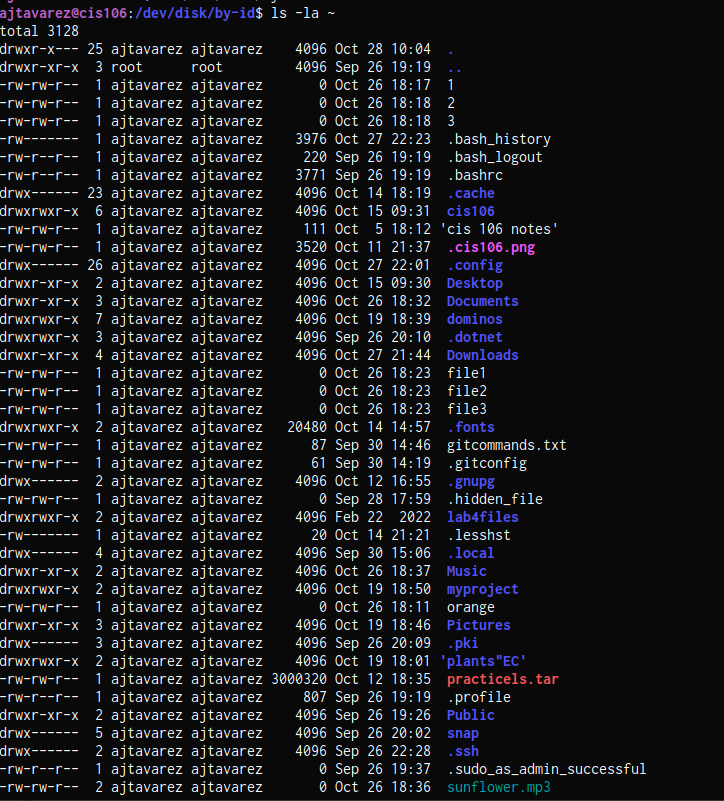 ajtavarez@cis106:/dev/disk/by-id$ ls -la ~
total 3128
drwxr-x--- 25 ajtavarez ajtavarez    4096 Oct 28 10:04  .
drwxr-xr-x  3 root      root         4096 Sep 26 19:19  ..
-rw-rw-r--  1 ajtavarez ajtavarez       0 Oct 26 18:17  1
-rw-rw-r--  1 ajtavarez ajtavarez       0 Oct 26 18:18  2
-rw-rw-r--  1 ajtavarez ajtavarez       0 Oct 26 18:18  3
-rw-------  1 ajtavarez ajtavarez    3976 Oct 27 22:23  .bash_history
-rw-r--r--  1 ajtavarez ajtavarez     220 Sep 26 19:19  .bash_logout
-rw-r--r--  1 ajtavarez ajtavarez    3771 Sep 26 19:19  .bashrc
drwx------ 23 ajtavarez ajtavarez    4096 Oct 14 18:19  .cache
drwxrwxr-x  6 ajtavarez ajtavarez    4096 Oct 15 09:31  cis106
-rw-rw-r--  1 ajtavarez ajtavarez     111 Oct  5 18:12 'cis 106 notes'
-rw-rw-r--  1 ajtavarez ajtavarez    3520 Oct 11 21:37  .cis106.png
drwx------ 26 ajtavarez ajtavarez    4096 Oct 27 22:01  .config
drwxr-xr-x  2 ajtavarez ajtavarez    4096 Oct 15 09:30  Desktop
drwxr-xr-x  3 ajtavarez ajtavarez    4096 Oct 26 18:32  Documents
drwxrwxr-x  7 ajtavarez ajtavarez    4096 Oct 19 18:39  dominos
drwxrwxr-x  3 ajtavarez ajtavarez    4096 Sep 26 20:10  .dotnet
drwxr-xr-x  4 ajtavarez ajtavarez    4096 Oct 27 21:44  Downloads
-rw-rw-r--  1 ajtavarez ajtavarez       0 Oct 26 18:23  file1
-rw-rw-r--  1 ajtavarez ajtavarez       0 Oct 26 18:23  file2
-rw-rw-r--  1 ajtavarez ajtavarez       0 Oct 26 18:23  file3
drwxrwxr-x  2 ajtavarez ajtavarez   20480 Oct 14 14:57  .fonts
-rw-rw-r--  1 ajtavarez ajtavarez      87 Sep 30 14:46  gitcommands.txt
-rw-rw-r--  1 ajtavarez ajtavarez      61 Sep 30 14:19  .gitconfig
drwx------  2 ajtavarez ajtavarez    4096 Oct 12 16:55  .gnupg
-rw-rw-r--  1 ajtavarez ajtavarez       0 Sep 28 17:59  .hidden_file
drwxrwxr-x  2 ajtavarez ajtavarez    4096 Feb 22  2022  lab4files
-rw-------  1 ajtavarez ajtavarez      20 Oct 14 21:21  .lesshst
drwx------  4 ajtavarez ajtavarez    4096 Sep 30 15:06  .local
drwxr-xr-x  2 ajtavarez ajtavarez    4096 Oct 26 18:37  Music
drwxrwxr-x  2 ajtavarez ajtavarez    4096 Oct 19 18:50  myproject
-rw-rw-r--  1 ajtavarez ajtavarez       0 Oct 26 18:11  orange
drwxr-xr-x  3 ajtavarez ajtavarez    4096 Oct 19 18:46  Pictures
drwx------  3 ajtavarez ajtavarez    4096 Sep 26 20:09  .pki
drwxrwxr-x  2 ajtavarez ajtavarez    4096 Oct 19 18:01 'plants"EC'
-rw-rw-r--  1 ajtavarez ajtavarez 3000320 Oct 12 18:35  practicels.tar
-rw-r--r--  1 ajtavarez ajtavarez     807 Sep 26 19:19  .profile
drwxr-xr-x  2 ajtavarez ajtavarez    4096 Sep 26 19:26  Public
drwx------  5 ajtavarez ajtavarez    4096 Sep 26 20:02  snap
drwx------  2 ajtavarez ajtavarez    4096 Sep 26 22:28  .ssh
-rw-r--r--  1 ajtavarez ajtavarez       0 Sep 26 19:37  .sudo_as_admin_successful
-rw-rw-r--  2 ajtavarez ajtavarez       0 Oct 26 18:36  sunflower.mp3